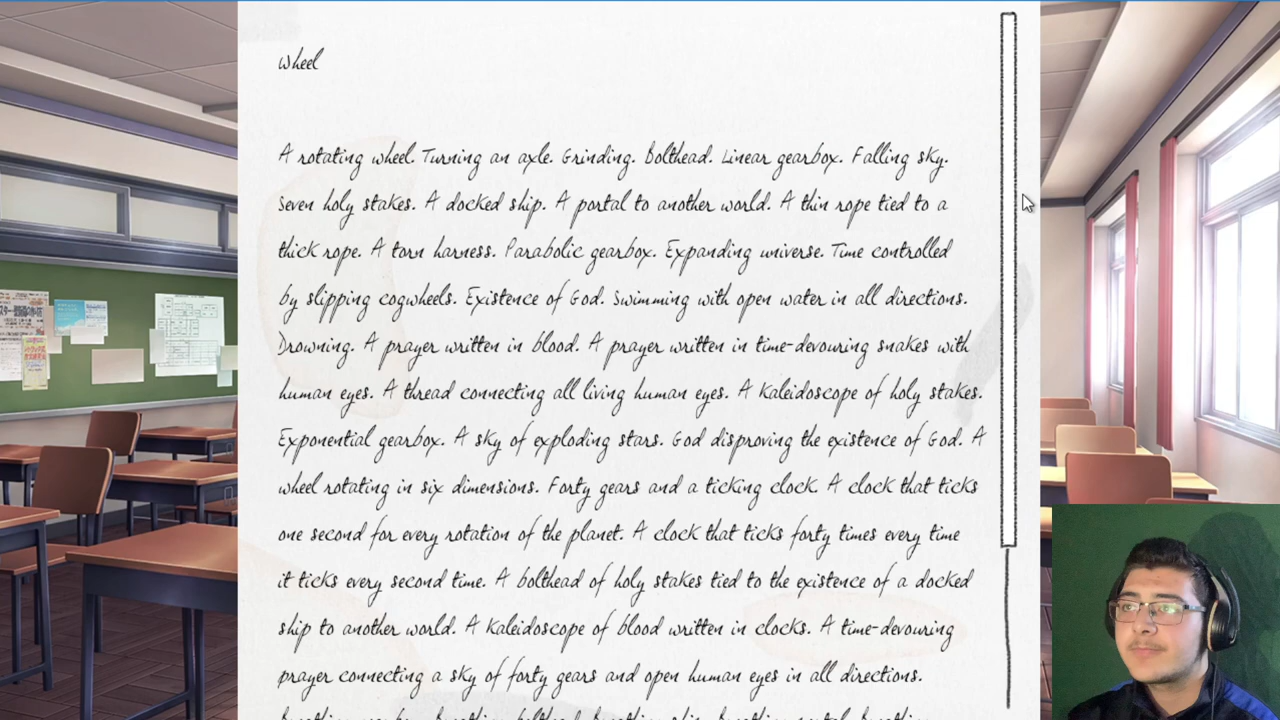 Wheel
A rotating wheel. Turning an axle. Grinding. Bolthead. Linear gearbox. Falling sky.
Seven holy stakes. A docked ship. A portal to another world. A thin rope tied to a
thick rope. A torn harness. Parabolic gearbox. Expanding universe. Time controlled
by slipping cogwheels. Existence of God. Swimming with open water in all directions.
Drowning. A prayer written in blood. A prayer written in time-devouring snakes with
human eyes. A thread connecting all living human eyes. A kaleidoscope of holy stakes.
Exponential gearbox. A sky of exploding stars. God disproving the existence of God. A
wheel rotating in six dimensions. Forty gears and a ticking clock. A clock that ticks
one second for every rotation of the planet. A clock that ticks forty times every time
it ticks every second time. A bolthead of holy stakes tied to the existence of a docked
ship to another world. A kaleidoscope of blood written in clocks. A time-devouring
prayer connecting a sky of forty gears and open human eyes in all directions.